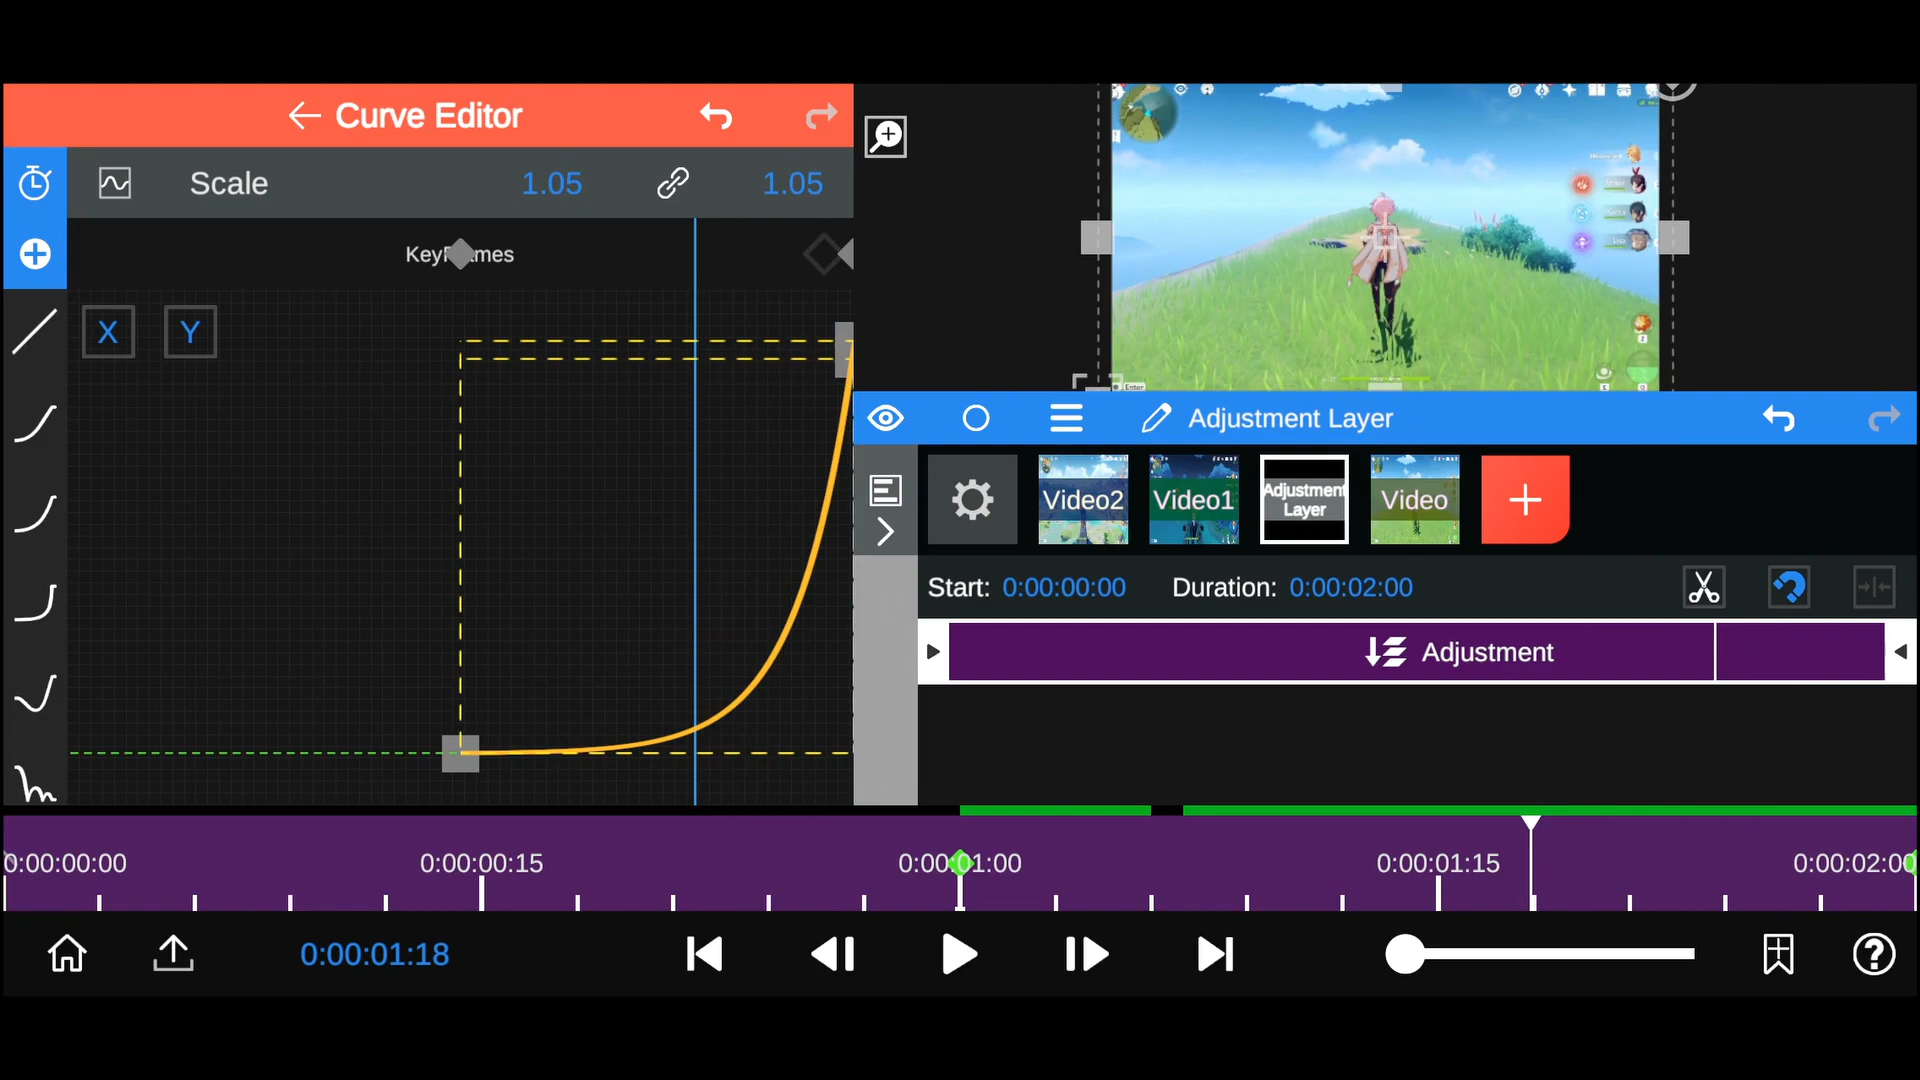 Curve Editor
Scale 1.05 1.05
KeyFrames
X Y
Enter
Adjustment Layer
Video2 Video1 Adjustment Layer Video
Start: 0:00:00:00 Duration: 0:00:02:00
Adjustment
0:00:00:00 0:00:00:15 0:00:01:00 0:00:01:15 0:00:02:00
0:00:01:18